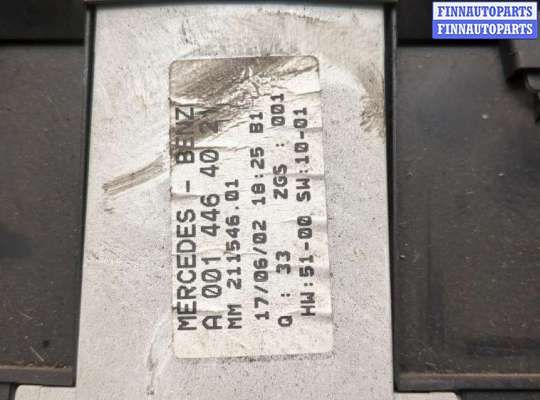 FINNAUTOPARTS
FINNAUTOPARTS
MERCEDES - BENZ
A 001 446 40 21
MM 211546.01
17/06/02 18:25 B1
Q : 33 ZGS : 001
HW:51-00 SW:10-01